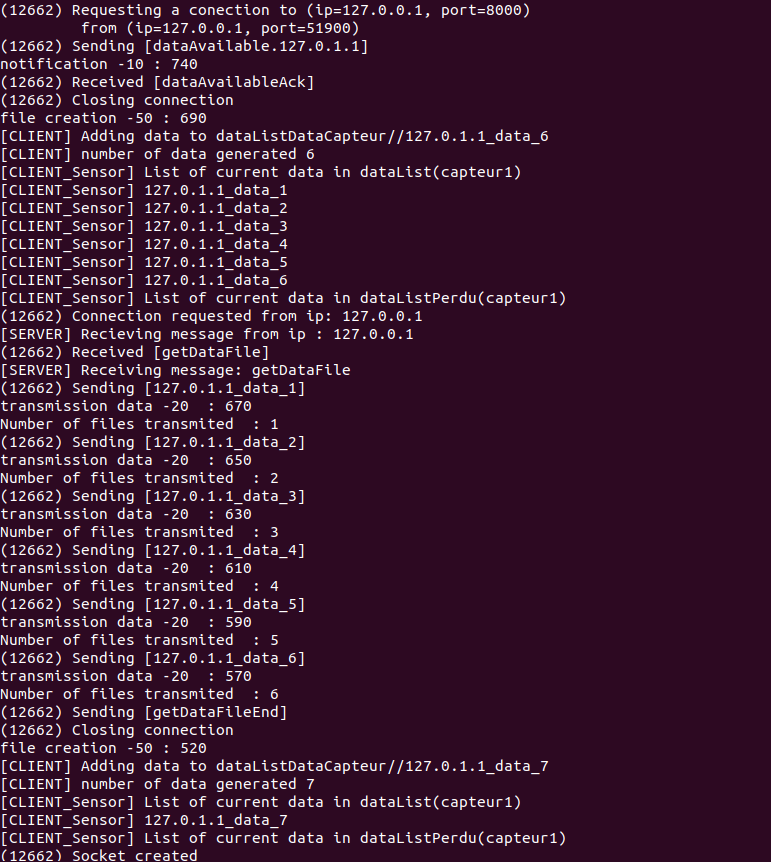 (12662) Requesting a conection to (ip=127.0.0.1, port=8000)
from (ip=127.0.0.1, port=51900)
(12662) Sending [dataAvailable.127.0.1.1]
notification -10 : 740
(12662) Received [dataAvailableAck]
(12662) Closing connection
file creation -50 : 690
[CLIENT] Adding data to dataListDataCapteur//127.0.1.1_data_6
[CLIENT] number of data generated 6
[CLIENT_Sensor] List of current data in dataList(capteur1)
[CLIENT_Sensor] 127.0.1.1_data_1
[CLIENT_Sensor] 127.0.1.1_data_2
[CLIENT_Sensor] 127.0.1.1_data_3
[CLIENT_Sensor] 127.0.1.1_data_4
[CLIENT_Sensor] 127.0.1.1_data_5
[CLIENT_Sensor] 127.0.1.1_data_6
[CLIENT_Sensor] List of current data in dataListPerdu(capteur1)
(12662) Connection requested from ip: 127.0.0.1
[SERVER] Recieving message from ip : 127.0.0.1
(12662) Received [getDataFile]
[SERVER] Receiving message: getDataFile
(12662) Sending [127.0.1.1_data_1]
transmission data -20  : 670
Number of files transmited  : 1
(12662) Sending [127.0.1.1_data_2]
transmission data -20  : 650
Number of files transmited  : 2
(12662) Sending [127.0.1.1_data_3]
transmission data -20  : 630
Number of files transmited  : 3
(12662) Sending [127.0.1.1_data_4]
transmission data -20  : 610
Number of files transmited  : 4
(12662) Sending [127.0.1.1_data_5]
transmission data -20  : 590
Number of files transmited  : 5
(12662) Sending [127.0.1.1_data_6]
transmission data -20  : 570
Number of files transmited  : 6
(12662) Sending [getDataFileEnd]
(12662) Closing connection
file creation -50 : 520
[CLIENT] Adding data to dataListDataCapteur//127.0.1.1_data_7
[CLIENT] number of data generated 7
[CLIENT_Sensor] List of current data in dataList(capteur1)
[CLIENT_Sensor] 127.0.1.1_data_7
[CLIENT_Sensor] List of current data in dataListPerdu(capteur1)
(12662) Socket created